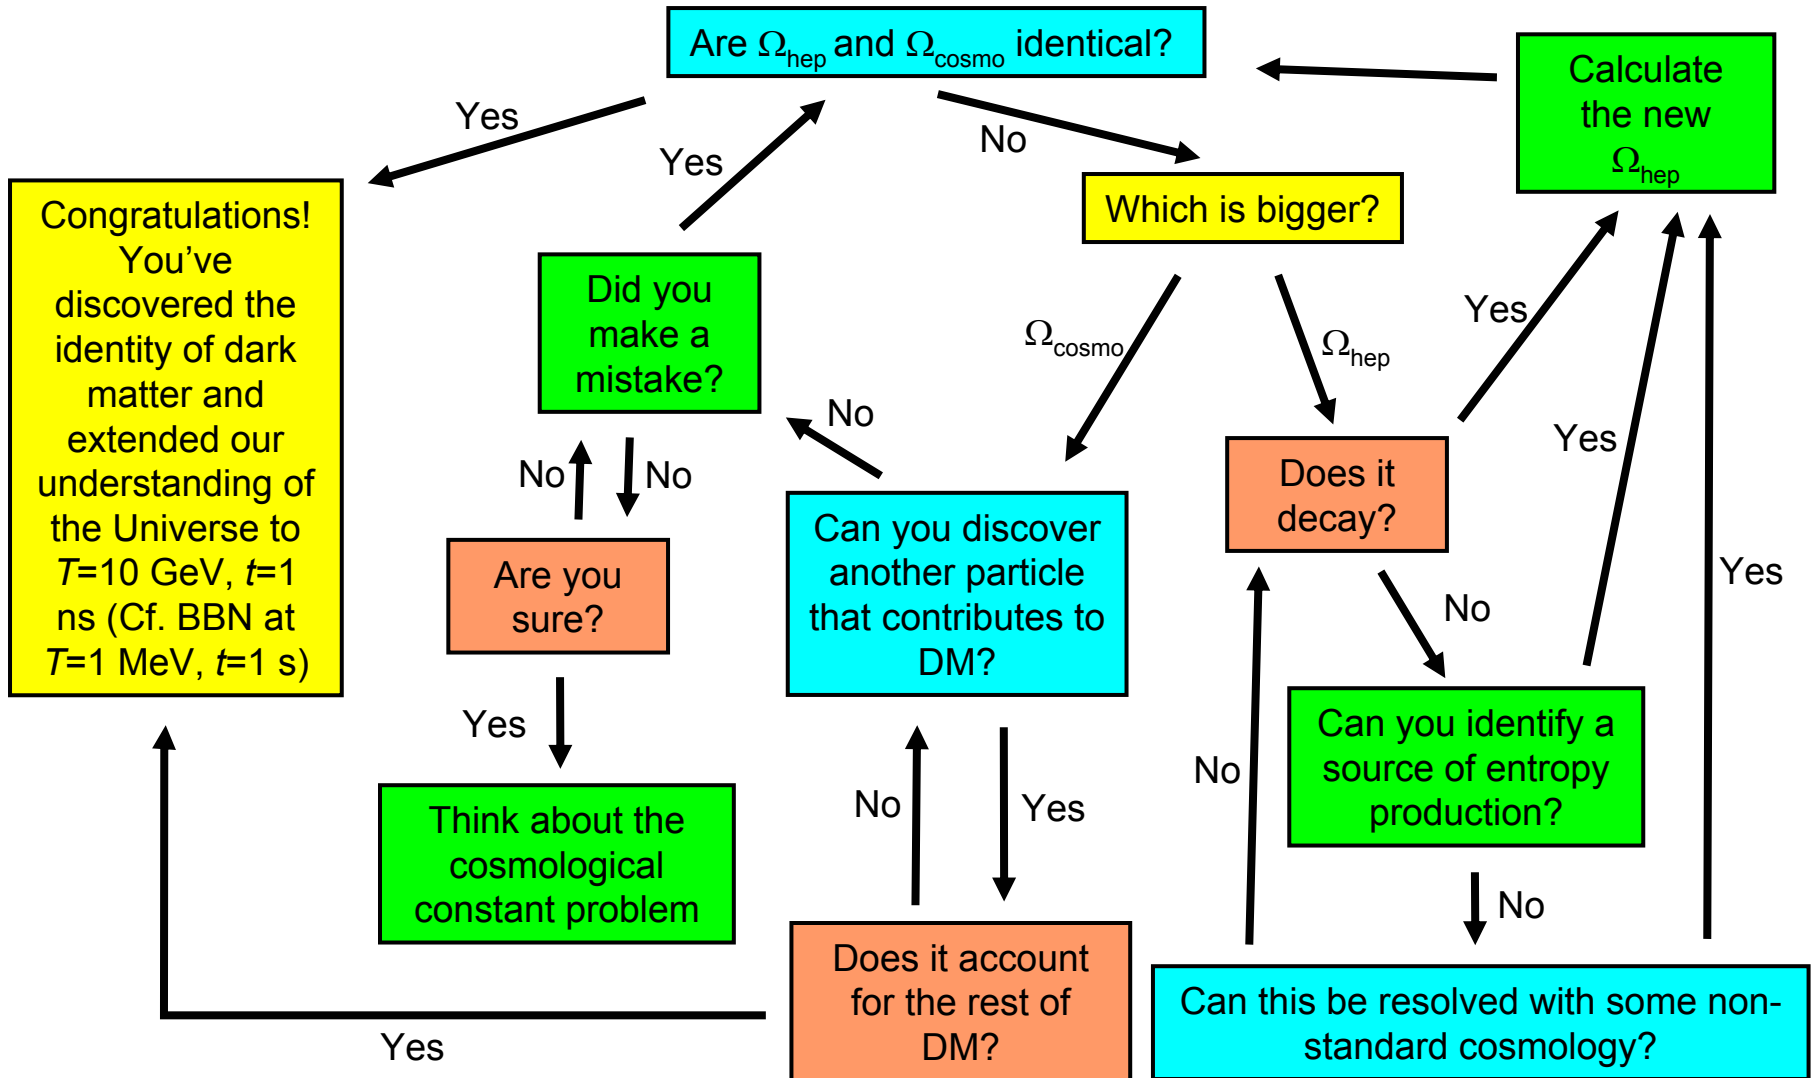 Are Ωhep and Ωcosmo identical?
Calculate
the new
Ωhep
Yes
Yes
No
Congratulations!
You’ve
discovered the
identity of dark
matter and
extended our
understanding of
the Universe to
T=10 GeV, t=1
ns (Cf. BBN at
T=1 MeV, t=1 s)
Which is bigger?
Did you
make a
mistake?
Ωcosmo
Ωhep
Yes
No
Yes
No
No
Does it
decay?
Can you discover
another particle
that contributes to
DM?
Are you
sure?
No
Yes
Yes
Can you identify a
source of entropy
production?
No
No
Yes
Think about the
cosmological
constant problem
No
Does it account
for the rest of
DM?
Can this be resolved with some non-
standard cosmology?
Yes